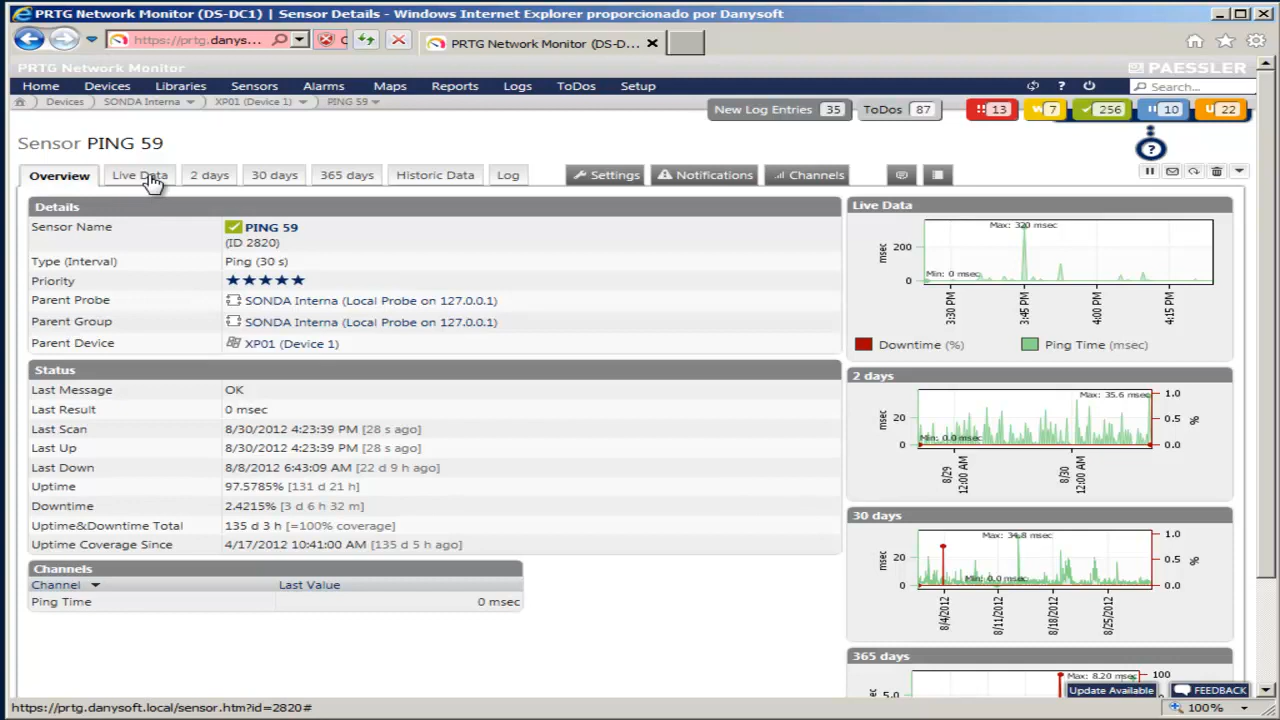 PRTG Network Monitor (DS-DC1) | Sensor Details - Windows Internet Explorer proporcionado por Danysoft
https://prtg.danys... PRTG Network Monitor (DS-D...
PRTG Network Monitor PAESSLER
Home Devices Libraries Sensors Alarms Maps Reports Logs ToDos Setup ? Search...
Devices SONDA Interna XP01 (Device 1) PING 59
New Log Entries 35 ToDos 87 !! 13 W 7 256 10 U 22
?
Sensor PING 59
Overview Live Data 2 days 30 days 365 days Historic Data Log Settings Notifications Channels
Details
Sensor Name PING 59
(ID 2820)
Type (Interval) Ping (30 s)
Priority ★★★★★
Parent Probe SONDA Interna (Local Probe on 127.0.0.1)
Parent Group SONDA Interna (Local Probe on 127.0.0.1)
Parent Device XP01 (Device 1)
Status
Last Message OK
Last Result 0 msec
Last Scan 8/30/2012 4:23:39 PM [28 s ago]
Last Up 8/30/2012 4:23:39 PM [28 s ago]
Last Down 8/8/2012 6:43:09 AM [22 d 9 h ago]
Uptime 97.5785% [131 d 21 h]
Downtime 2.4215% [3 d 6 h 32 m]
Uptime&Downtime Total 135 d 3 h [=100% coverage]
Uptime Coverage Since 4/17/2012 10:41:00 AM [135 d 5 h ago]
Channels
Channel Last Value
Ping Time 0 msec
Live Data
Max: 320 msec
200
msec
Min: 0 msec
0
3:30 PM 3:45 PM 4:00 PM 4:15 PM
Downtime (%) Ping Time (msec)
2 days
Max: 35.6 msec 1.0
20 0.5
msec %
Min: 0.0 msec
0 0.0
8/29 12:00 AM 8/30 12:00 AM
30 days
Max: 34.8 msec 1.0
20 0.5
msec %
Min: 0.0 msec
0 0.0
8/4/2012 8/11/2012 8/18/2012 8/25/2012
365 days
Max: 8.20 msec 100
5.0
Update Available FEEDBACK
https://prtg.danysoft.local/sensor.htm?id=2820# 100%